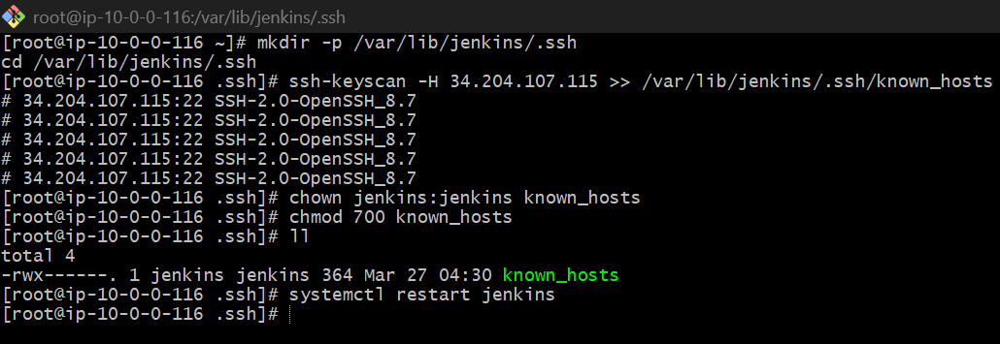 root@ip-10-0-0-116:/var/lib/jenkins/.ssh
[root@ip-10-0-0-116 ~]# mkdir -p /var/lib/jenkins/.ssh
cd /var/lib/jenkins/.ssh
[root@ip-10-0-0-116 .ssh]# ssh-keyscan -H 34.204.107.115 >> /var/lib/jenkins/.ssh/known_hosts
# 34.204.107.115:22 SSH-2.0-OpenSSH_8.7
# 34.204.107.115:22 SSH-2.0-OpenSSH_8.7
# 34.204.107.115:22 SSH-2.0-OpenSSH_8.7
# 34.204.107.115:22 SSH-2.0-OpenSSH_8.7
# 34.204.107.115:22 SSH-2.0-OpenSSH_8.7
[root@ip-10-0-0-116 .ssh]# chown jenkins:jenkins known_hosts
[root@ip-10-0-0-116 .ssh]# chmod 700 known_hosts
[root@ip-10-0-0-116 .ssh]# ll
total 4
-rwx------. 1 jenkins jenkins 364 Mar 27 04:30 known_hosts
[root@ip-10-0-0-116 .ssh]# systemctl restart jenkins
[root@ip-10-0-0-116 .ssh]#